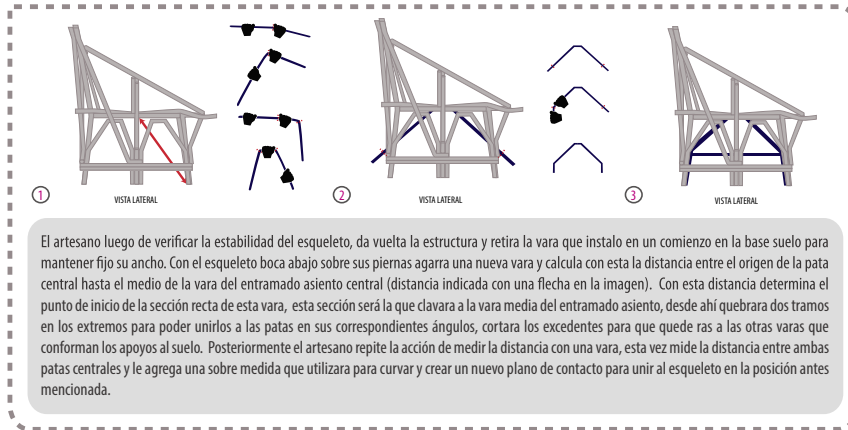 1
VISTA LATERAL
2
VISTA LATERAL
3
VISTA LATERAL
El artesano luego de verificar la estabilidad del esqueleto, da vuelta la estructura y retira la vara que instalo en un comienzo en la base suelo para
mantener fijo su ancho. Con el esqueleto boca abajo sobre sus piernas agarra una nueva vara y calcula con esta la distancia entre el origen de la pata
central hasta el medio de la vara del entramado asiento central (distancia indicada con una flecha en la imagen).  Con esta distancia determina el
punto de inicio de la sección recta de esta vara,  esta sección será la que clavara a la vara media del entramado asiento, desde ahí quebrara dos tramos
en los extremos para poder unirlos a las patas en sus correspondientes ángulos, cortara los excedentes para que quede ras a las otras varas que
conforman los apoyos al suelo.  Posteriormente el artesano repite la acción de medir la distancia con una vara, esta vez mide la distancia entre ambas
patas centrales y le agrega una sobre medida que utilizara para curvar y crear un nuevo plano de contacto para unir al esqueleto en la posición antes
mencionada.